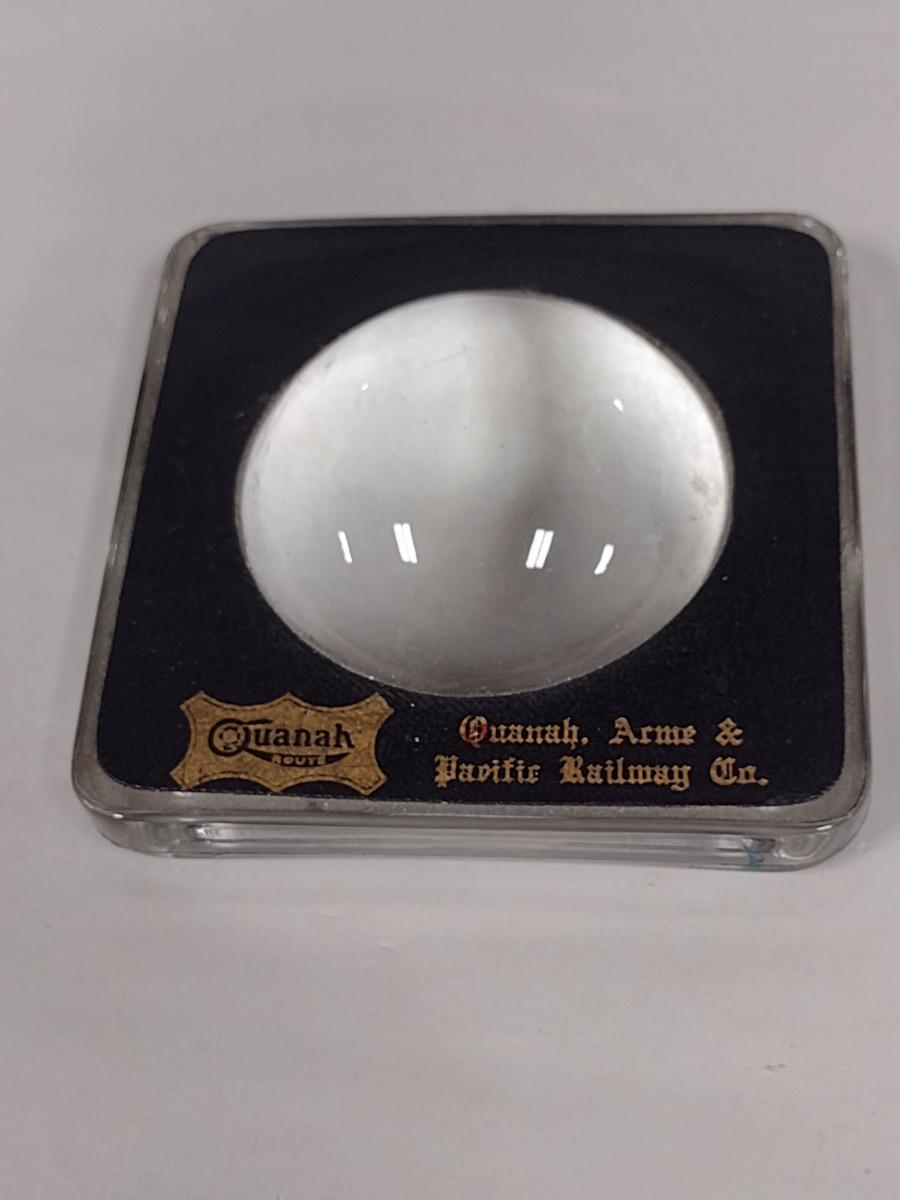 Quanah
ROUTE
Quanah, Acme &
Pacific Railway Co.